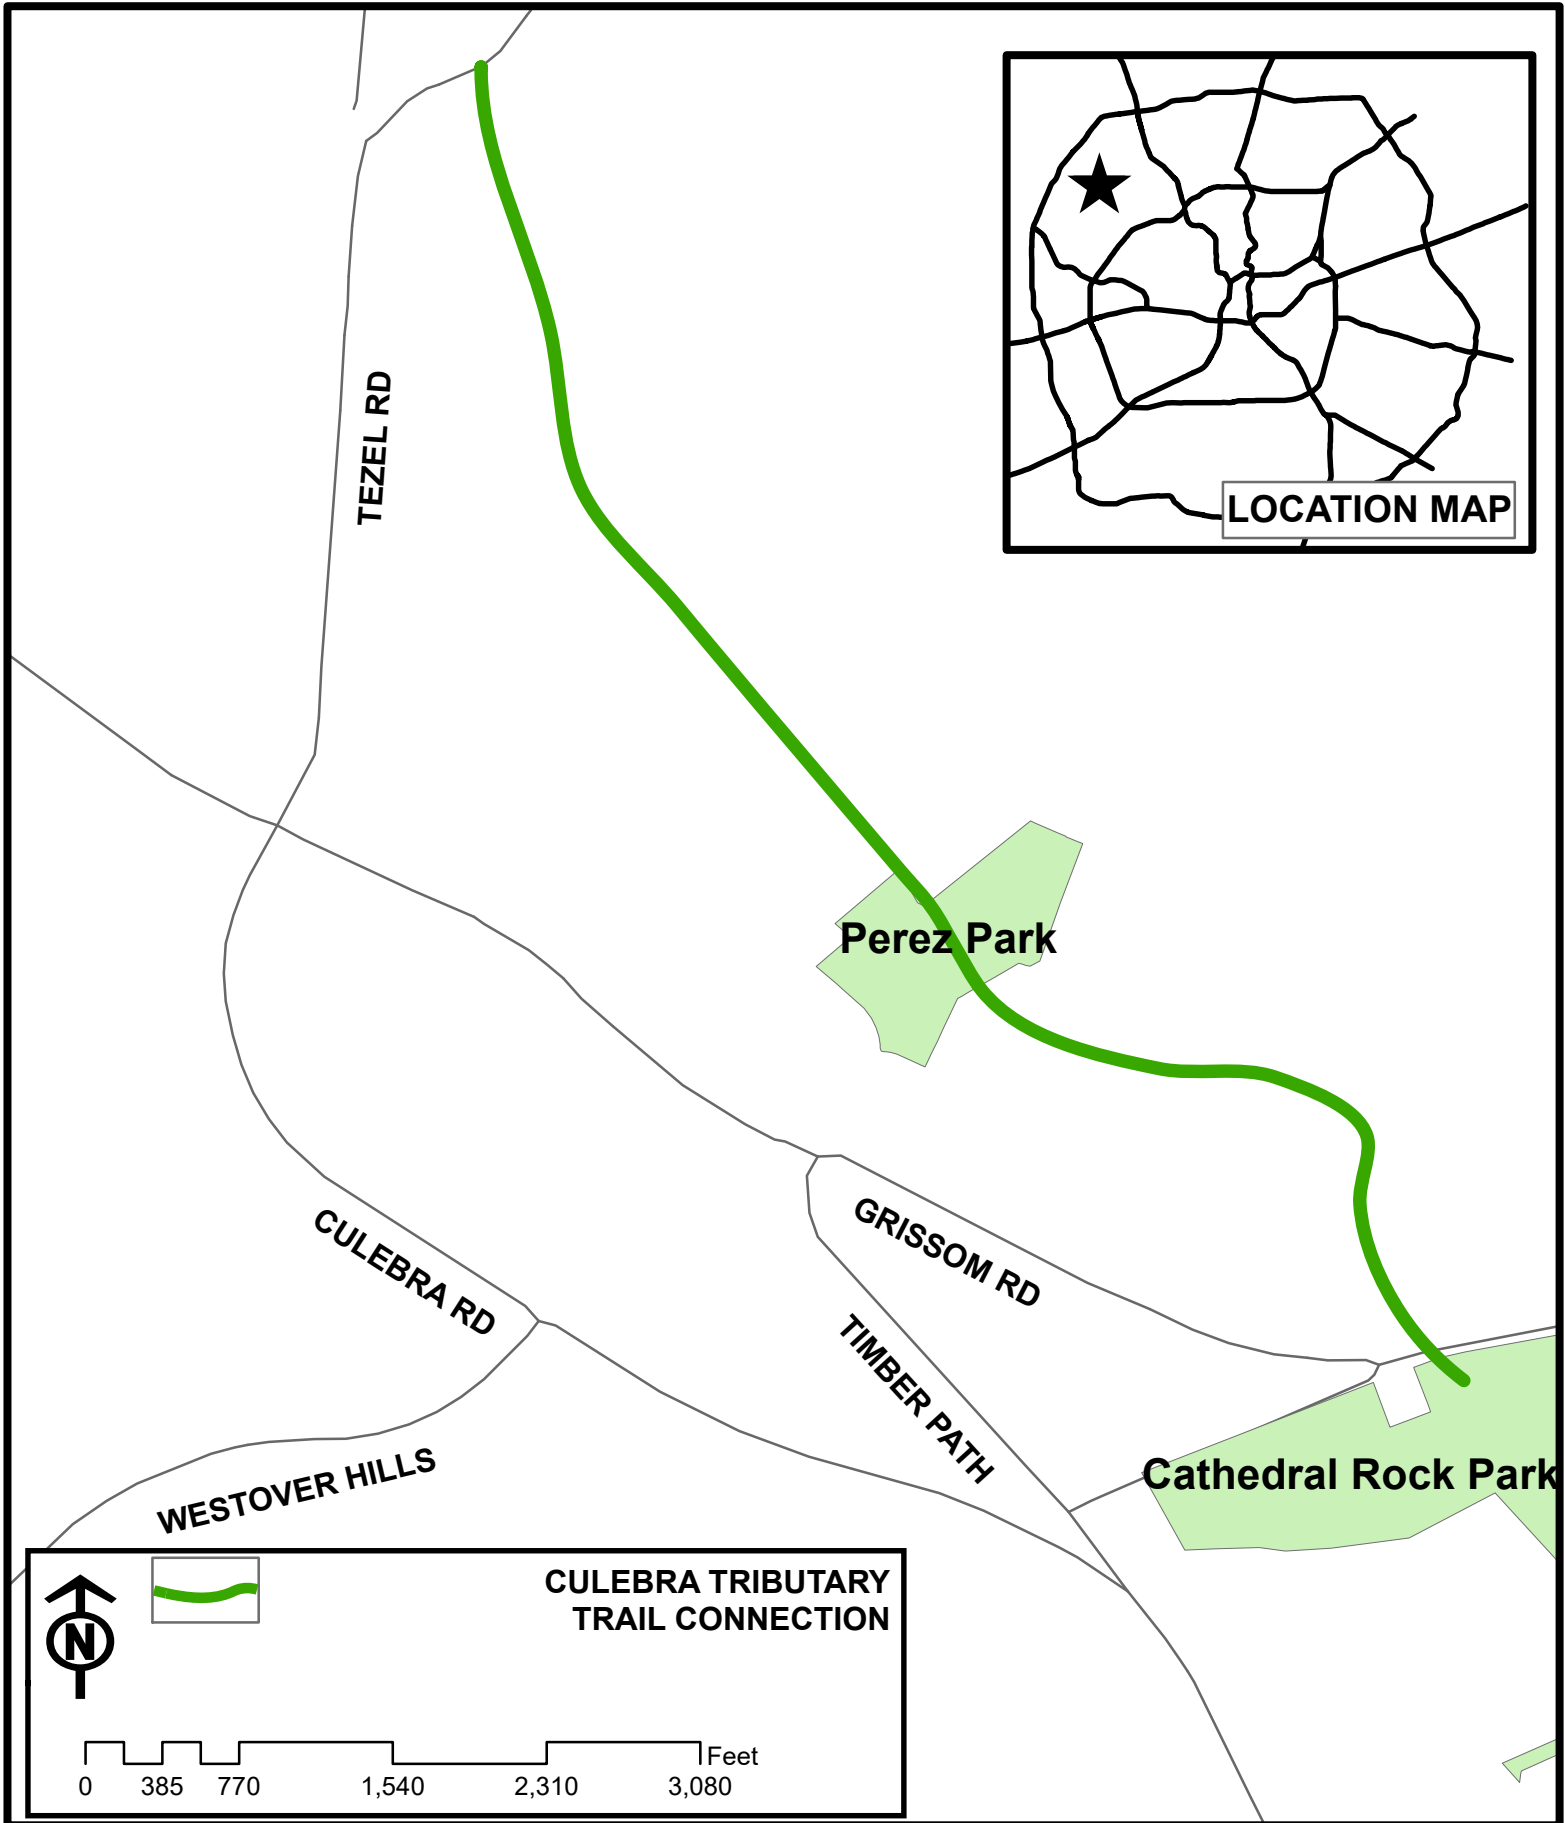 LOCATION MAP
TEZEL RD
Perez Park
CULEBRA RD
GRISSOM RD
TIMBER PATH
Cathedral Rock Park
WESTOVER HILLS
CULEBRA TRIBUTARY
TRAIL CONNECTION
N
Feet
0 385 770 1,540 2,310 3,080